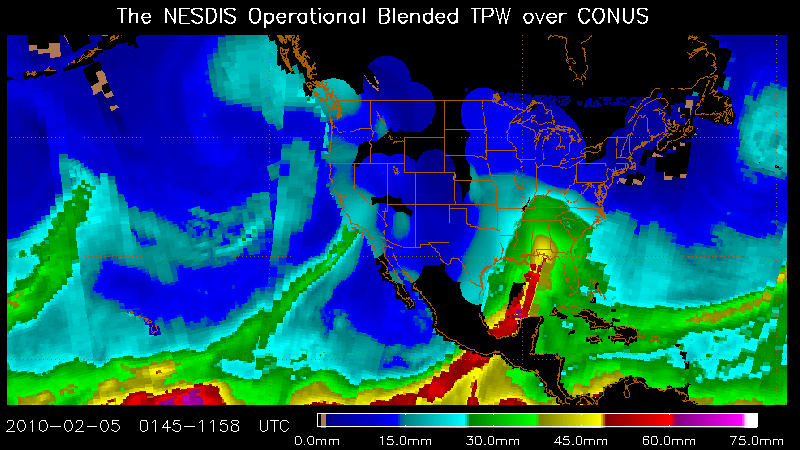 The NESDIS Operational Blended TPW over CONUS
2010-02-05 0145-1158 UTC
0.0mm 15.0mm 30.0mm 45.0mm 60.0mm 75.0mm